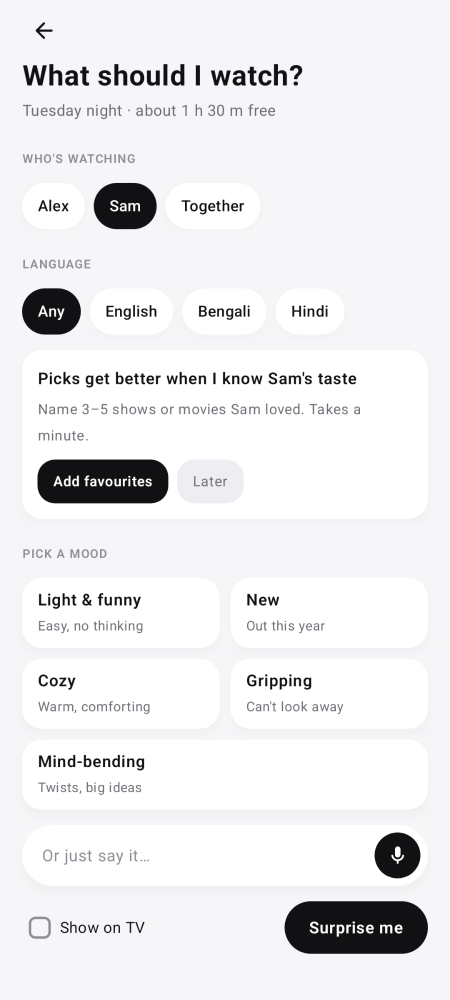 What should I watch?
Tuesday night · about 1 h 30 m free
WHO'S WATCHING
Alex
Sam
Together
LANGUAGE
Any
English
Bengali
Hindi
Picks get better when I know Sam's taste
Name 3–5 shows or movies Sam loved. Takes a
minute.
Add favourites
Later
PICK A MOOD
Light & funny
Easy, no thinking
New
Out this year
Cozy
Warm, comforting
Gripping
Can't look away
Mind-bending
Twists, big ideas
Or just say it…
Show on TV
Surprise me